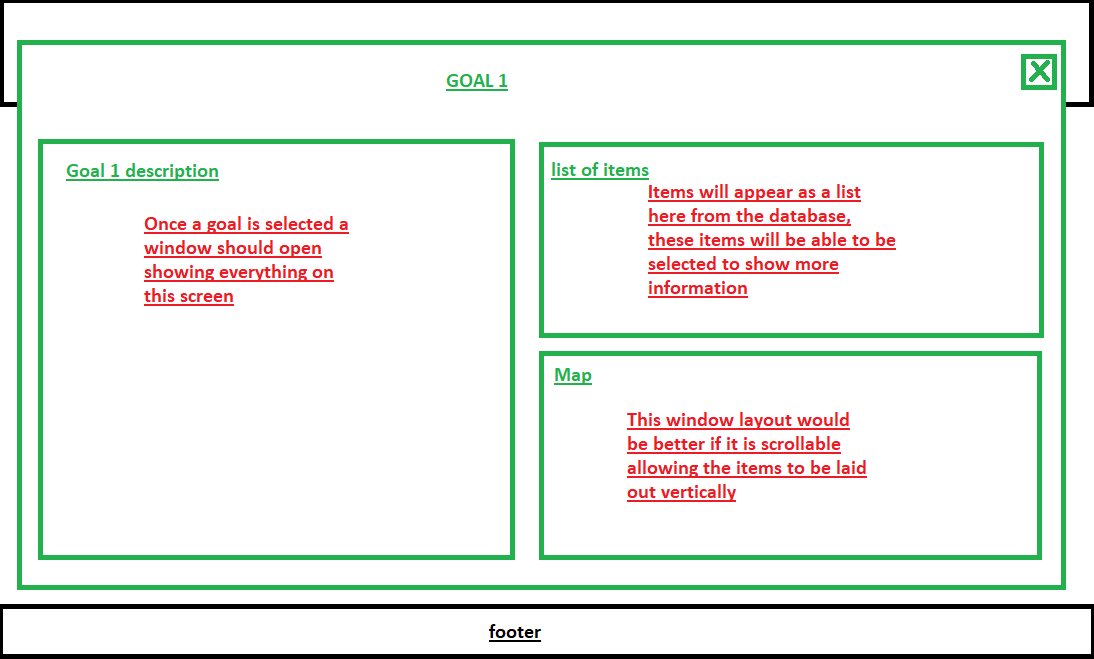 GOAL 1
Goal 1 description
Once a goal is selected a
window should open
showing everything on
this screen
list of items
Items will appear as a list
here from the database,
these items will be able to be
selected to show more
information
Map
This window layout would
be better if it is scrollable
allowing the items to be laid
out vertically
footer